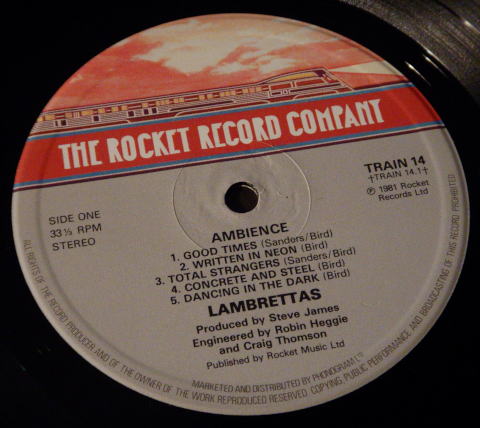 THE ROCKET RECORD COMPANY
TRAIN 14
†TRAIN 14.1†
℗ 1981 Rocket
Records Ltd
SIDE ONE
33⅓ RPM
STEREO
AMBIENCE
1. GOOD TIMES (Sanders/Bird)
2. WRITTEN IN NEON (Bird)
3. TOTAL STRANGERS (Sanders/Bird)
4. CONCRETE AND STEEL (Bird)
5. DANCING IN THE DARK (Bird)
LAMBRETTAS
Produced by Steve James
Engineered by Robin Heggie
and Craig Thomson
Published by Rocket Music Ltd
MARKETED AND DISTRIBUTED BY PHONOGRAM LTD
ALL RIGHTS OF THE RECORD PRODUCER AND OF THE OWNER OF THE WORK REPRODUCED RESERVED. COPYING, PUBLIC PERFORMANCE AND BROADCASTING OF THIS RECORD PROHIBITED